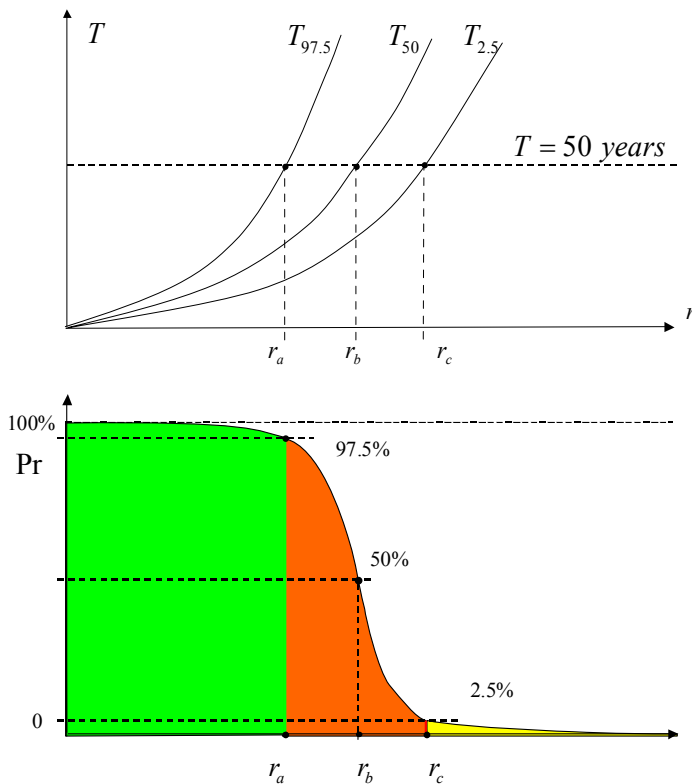 T T97.5 T50 T2.5
T = 50 years
r
ra rb rc
100%
97.5%
Pr
50%
2.5%
0
ra rb rc